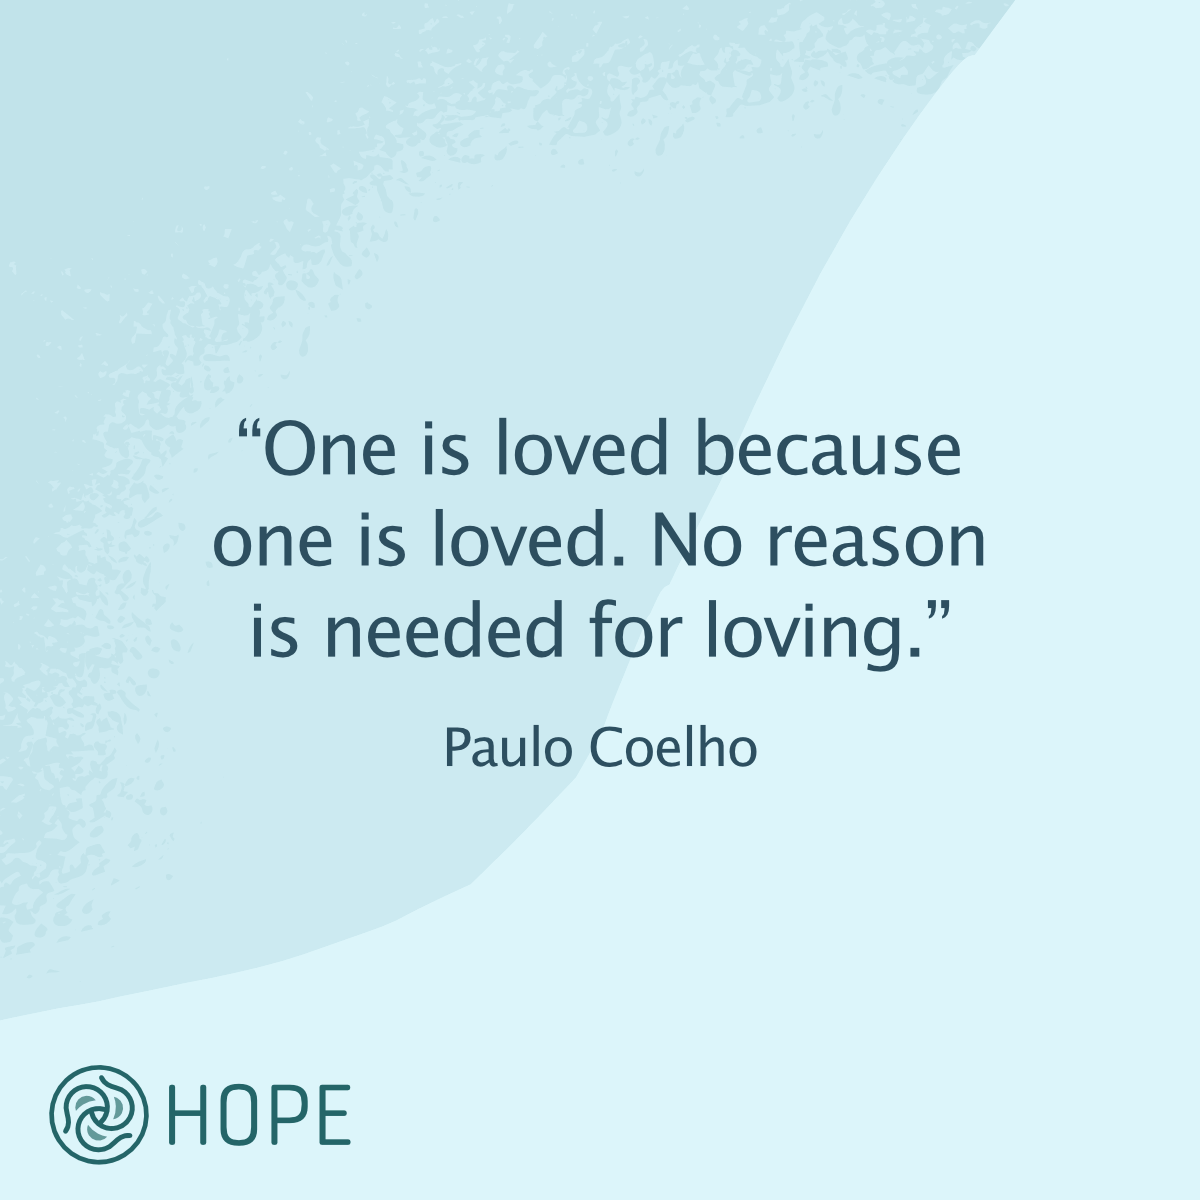 “One is loved because
one is loved. No reason
is needed for loving.”
Paulo Coelho
HOPE